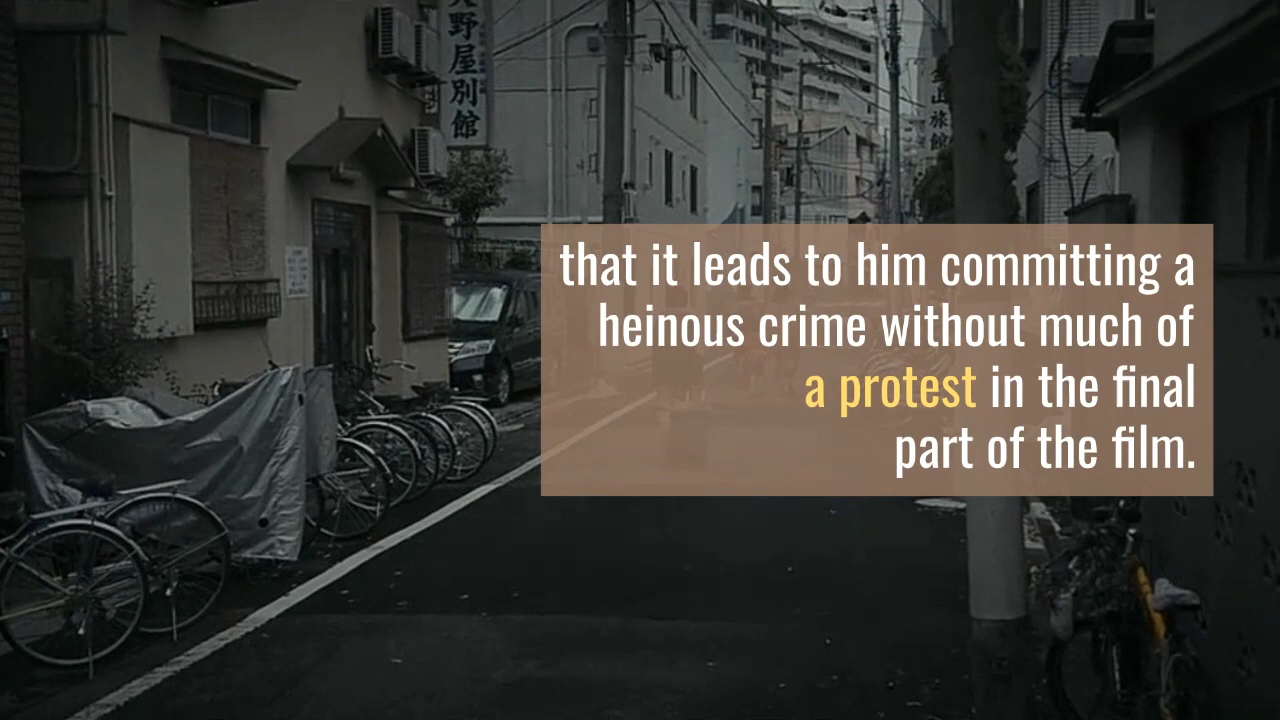 野屋別館
旅館
that it leads to him committing a
heinous crime without much of
a protest in the final
part of the film.